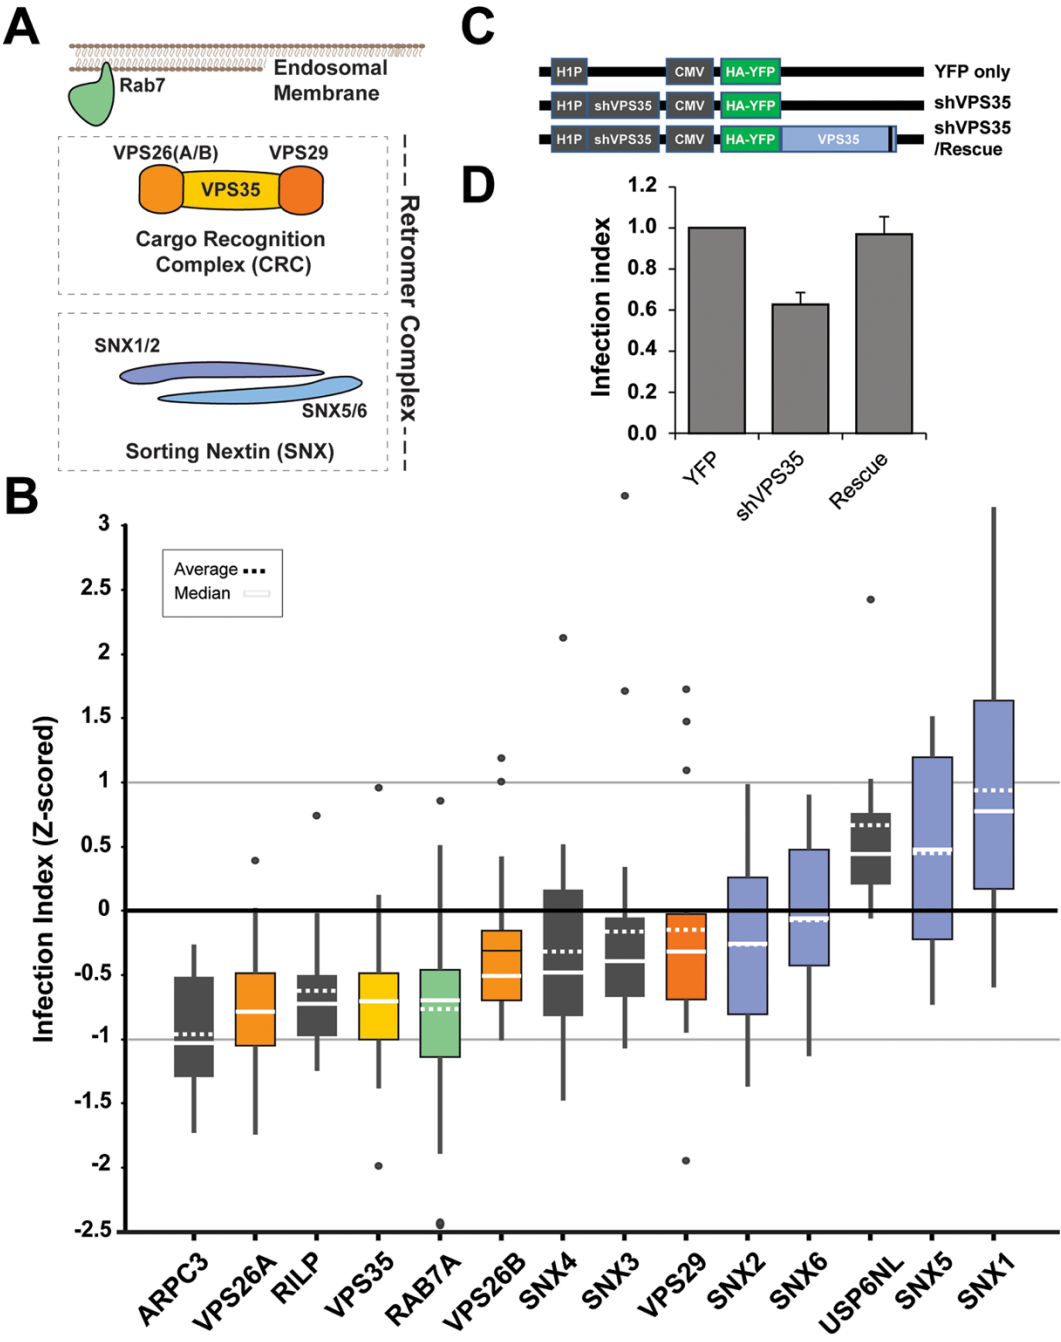 A
Rab7
Endosomal
Membrane
VPS26(A/B)
VPS29
VPS35
Cargo Recognition
Complex (CRC)
SNX1/2
SNX5/6
Sorting Nextin (SNX)
Retromer Complex
C
H1P
CMV
HA-YFP
YFP only
H1P
shVPS35
CMV
HA-YFP
shVPS35
H1P
shVPS35
CMV
HA-YFP
VPS35
shVPS35
/Rescue
D
Infection index
1.2
1.0
0.8
0.6
0.4
0.2
0.0
YFP
shVPS35
Rescue
B
Infection Index (Z-scored)
3
2.5
2
1.5
1
0.5
0
-0.5
-1
-1.5
-2
-2.5
Average
Median
ARPC3
VPS26A
RILP
VPS35
RAB7A
VPS26B
SNX4
SNX3
VPS29
SNX2
SNX6
USP6NL
SNX5
SNX1